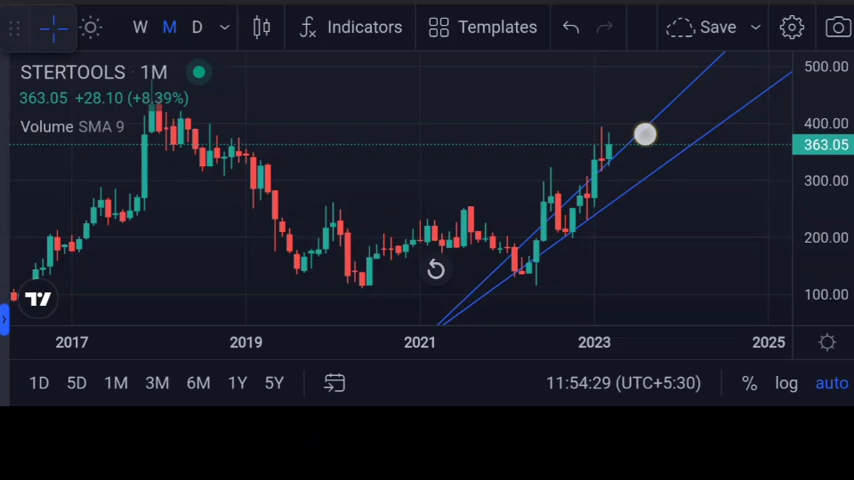 W M D Indicators Templates Save
STERTOOLS · 1M
363.05 +28.10 (+8.39%)
Volume SMA 9
500.00
400.00
363.05
300.00
200.00
100.00
2017 2019 2021 2023 2025
1D 5D 1M 3M 6M 1Y 5Y 11:54:29 (UTC+5:30) % log auto